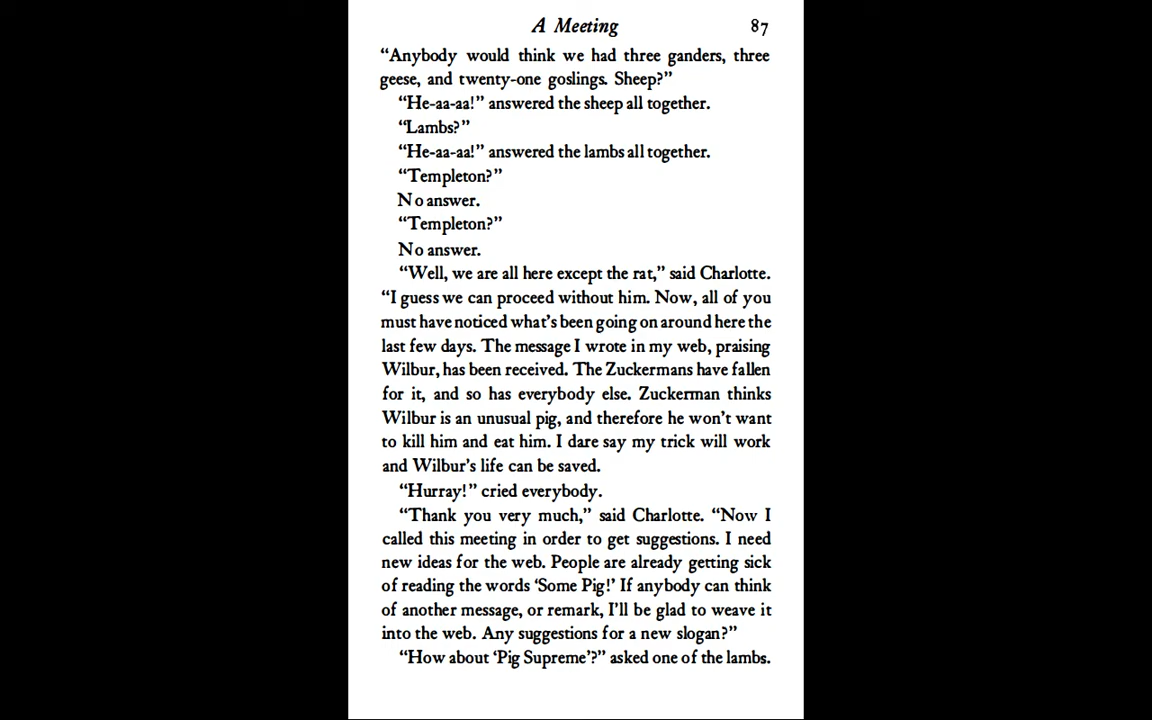 A Meeting 87
“Anybody would think we had three ganders, three
geese, and twenty-one goslings. Sheep?”
“He-aa-aa!” answered the sheep all together.
“Lambs?”
“He-aa-aa!” answered the lambs all together.
“Templeton?”
No answer.
“Templeton?”
No answer.
“Well, we are all here except the rat,” said Charlotte.
“I guess we can proceed without him. Now, all of you
must have noticed what’s been going on around here the
last few days. The message I wrote in my web, praising
Wilbur, has been received. The Zuckermans have fallen
for it, and so has everybody else. Zuckerman thinks
Wilbur is an unusual pig, and therefore he won’t want
to kill him and eat him. I dare say my trick will work
and Wilbur’s life can be saved.
“Hurray!” cried everybody.
“Thank you very much,” said Charlotte. “Now I
called this meeting in order to get suggestions. I need
new ideas for the web. People are already getting sick
of reading the words ‘Some Pig!’ If anybody can think
of another message, or remark, I’ll be glad to weave it
into the web. Any suggestions for a new slogan?”
“How about ‘Pig Supreme’?” asked one of the lambs.